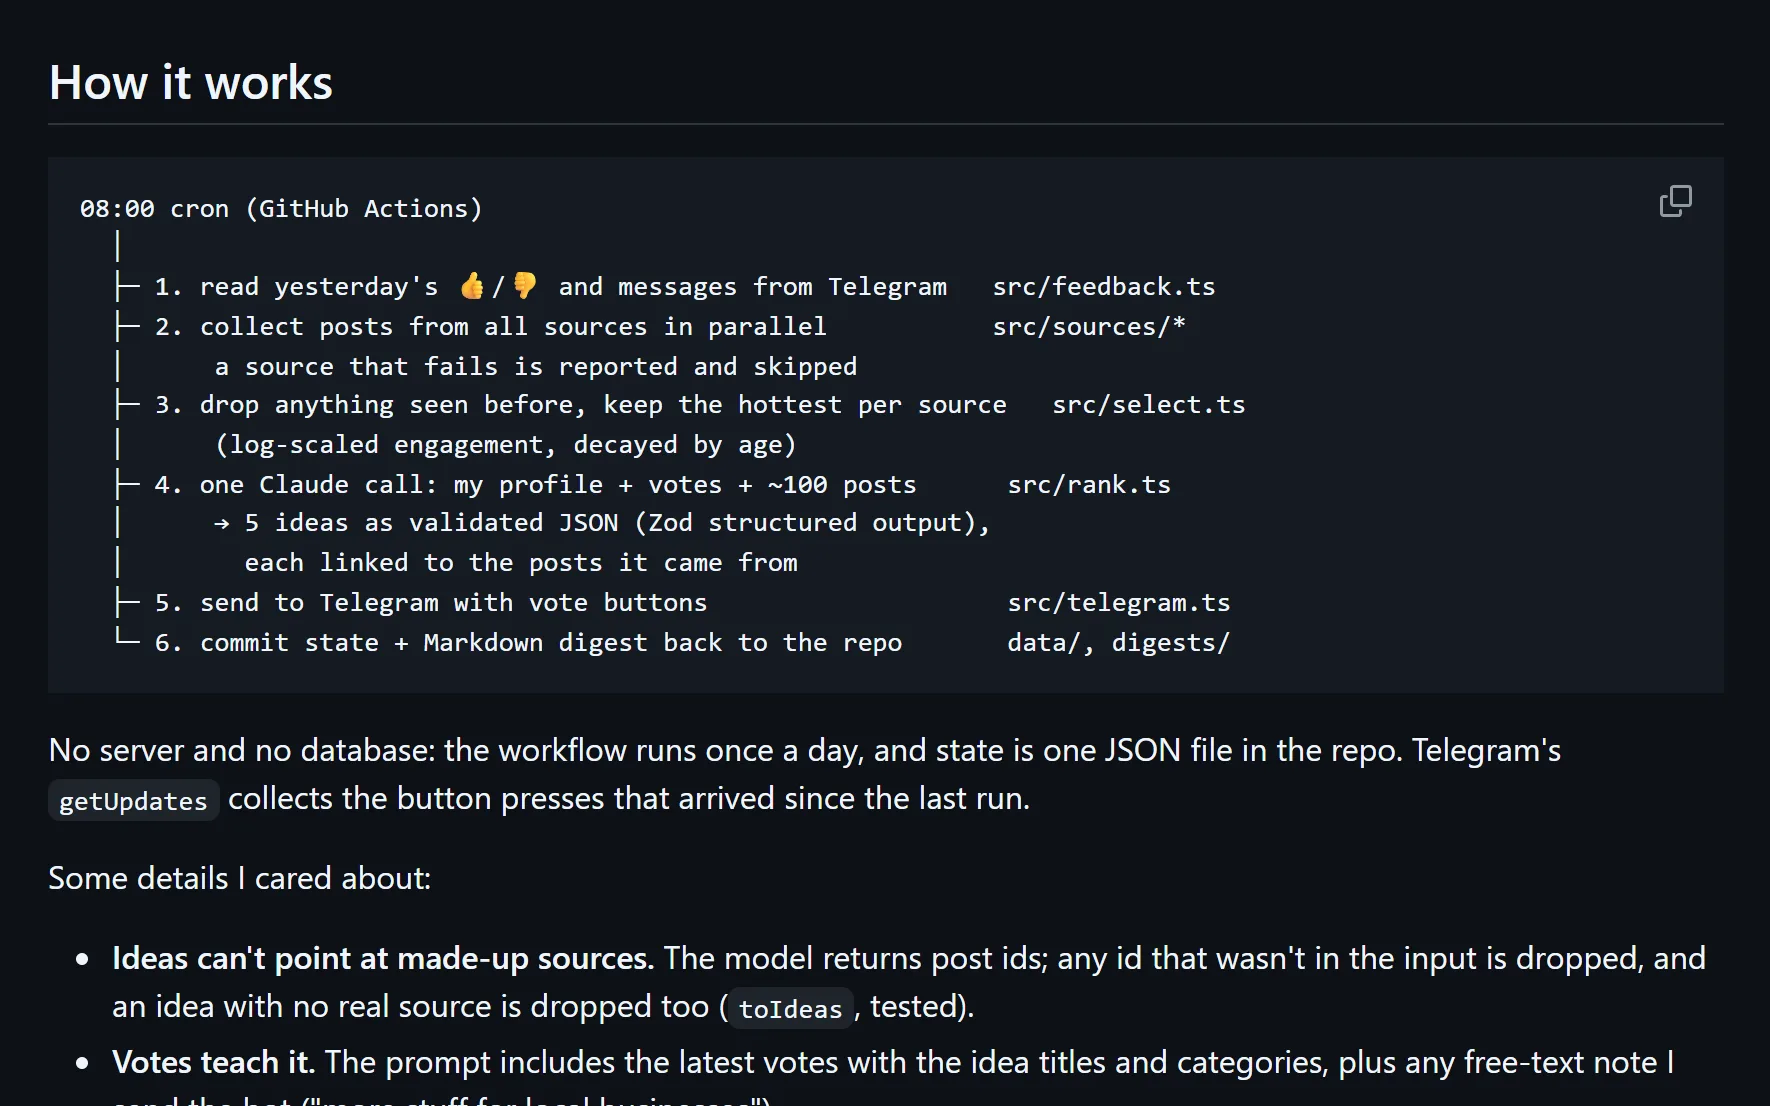 How it works
08:00 cron (GitHub Actions)
│
├─ 1. read yesterday's 👍/👎 and messages from Telegram   src/feedback.ts
├─ 2. collect posts from all sources in parallel           src/sources/*
│      a source that fails is reported and skipped
├─ 3. drop anything seen before, keep the hottest per source   src/select.ts
│      (log-scaled engagement, decayed by age)
├─ 4. one Claude call: my profile + votes + ~100 posts      src/rank.ts
│      → 5 ideas as validated JSON (Zod structured output),
│        each linked to the posts it came from
├─ 5. send to Telegram with vote buttons                    src/telegram.ts
└─ 6. commit state + Markdown digest back to the repo       data/, digests/
No server and no database: the workflow runs once a day, and state is one JSON file in the repo. Telegram's
getUpdates collects the button presses that arrived since the last run.
Some details I cared about:
• Ideas can't point at made-up sources. The model returns post ids; any id that wasn't in the input is dropped, and
an idea with no real source is dropped too (toIdeas, tested).
• Votes teach it. The prompt includes the latest votes with the idea titles and categories, plus any free-text note I
send the bot ("more stuff for local businesses").